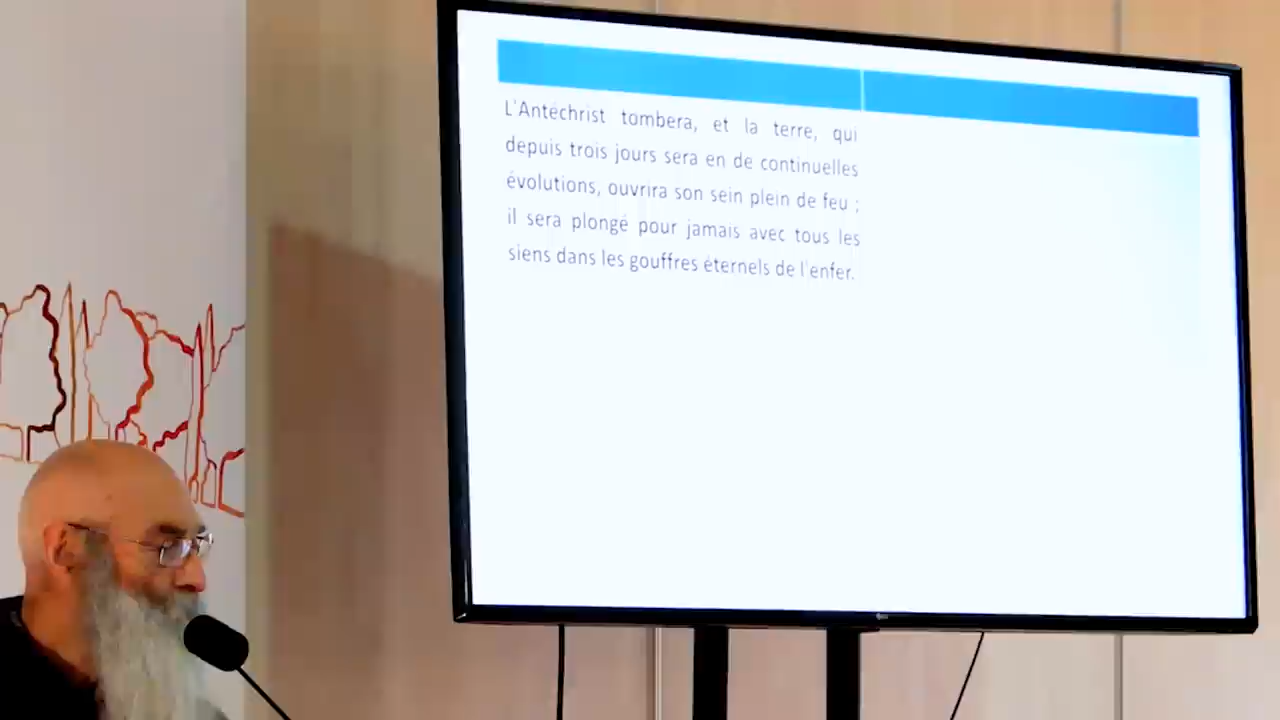 L'Antéchrist tombera, et la terre, qui
depuis trois jours sera en de continuelles
évolutions, ouvrira son sein plein de feu ;
il sera plongé pour jamais avec tous les
siens dans les gouffres éternels de l'enfer.